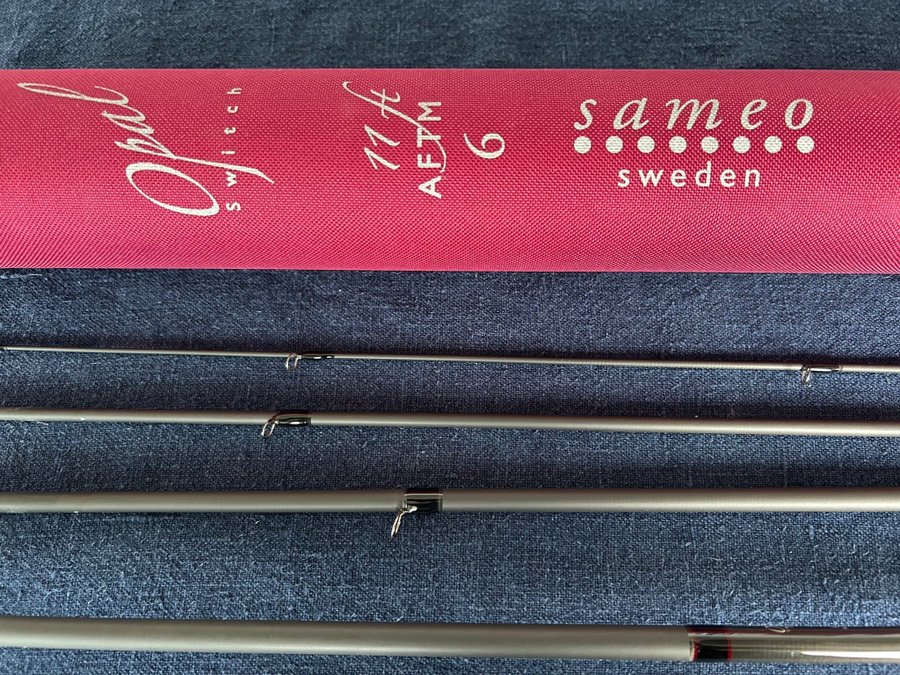 Opal
switch
11 ft
AFTM
6
sameo
sweden